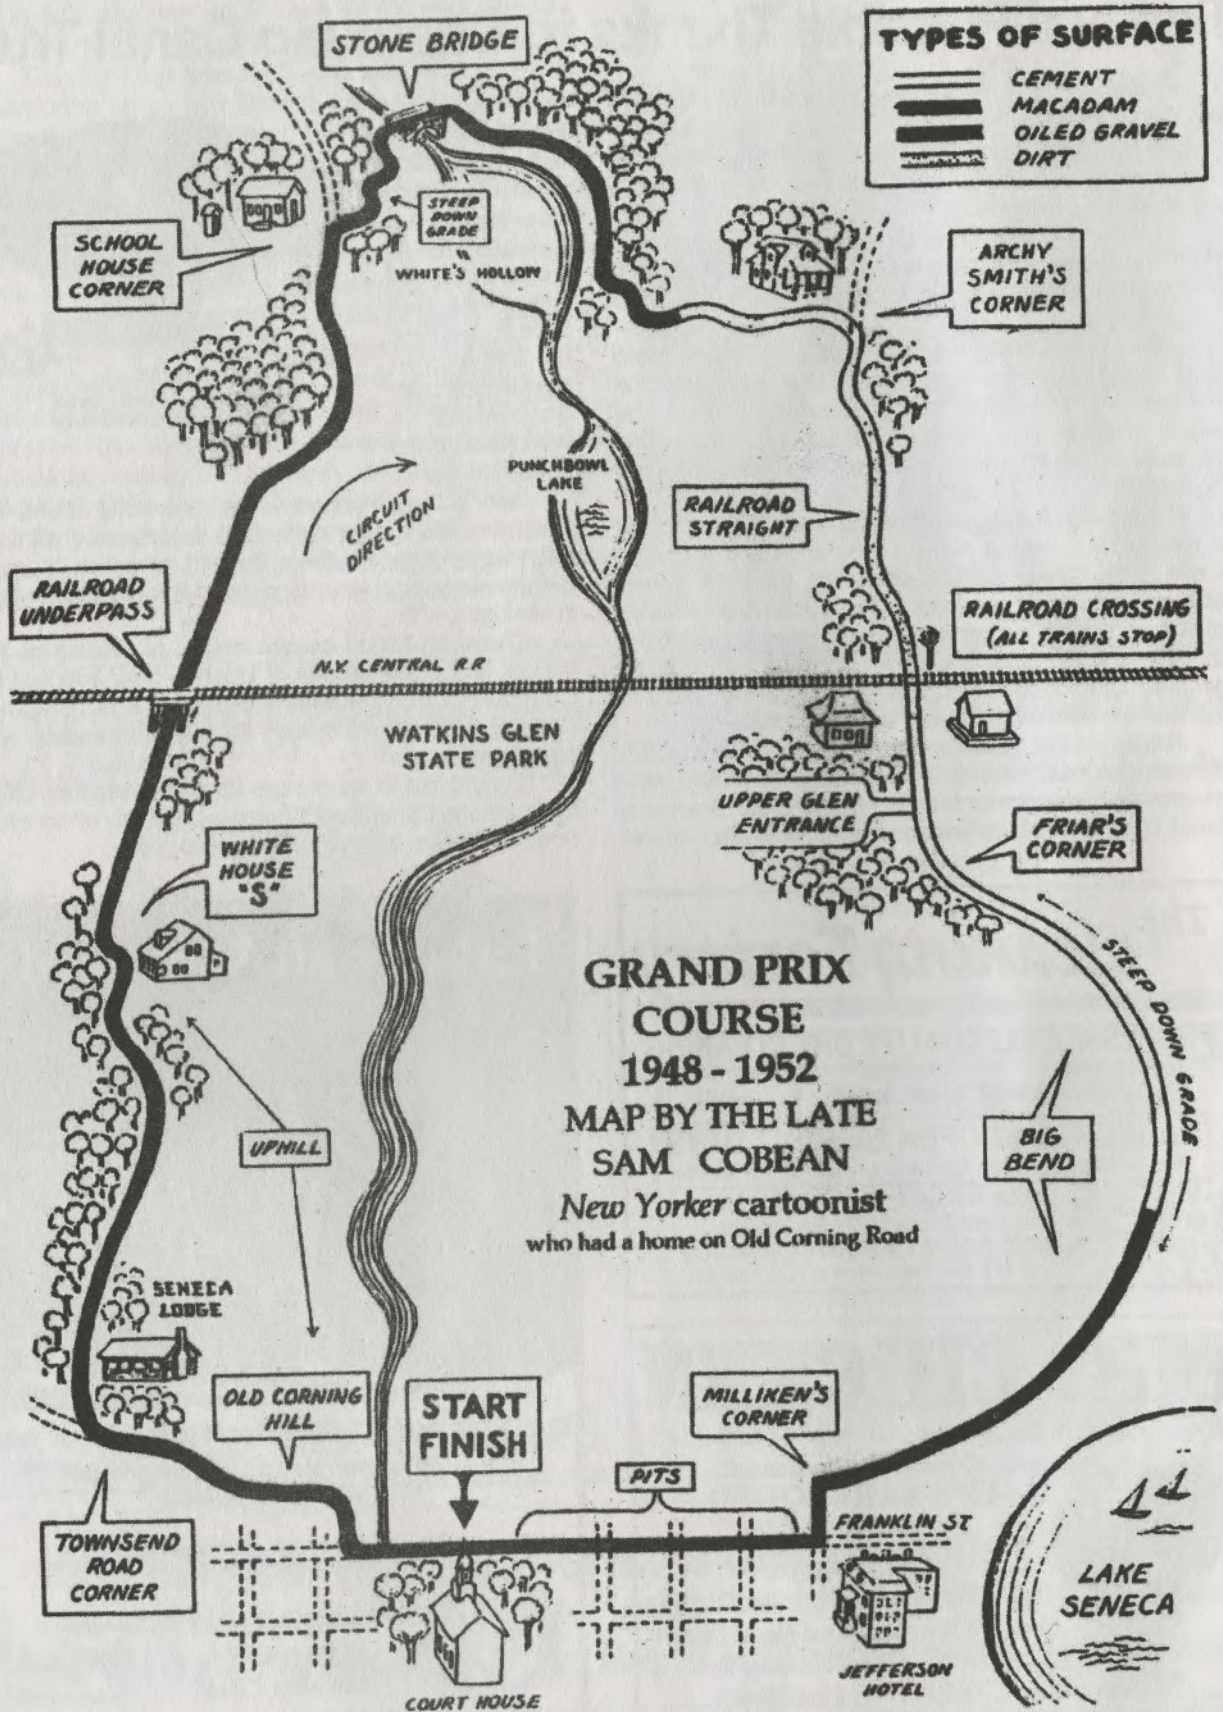 STONE BRIDGE
TYPES OF SURFACE
CEMENT
MACADAM
OILED GRAVEL
DIRT
SCHOOL
HOUSE
CORNER
STEEP
DOWN
GRADE
"
WHITE'S HOLLOW
ARCHY
SMITH'S
CORNER
PUNCHBOWL
LAKE
CIRCUIT
DIRECTION
RAILROAD
STRAIGHT
RAILROAD
UNDERPASS
RAILROAD CROSSING
(ALL TRAINS STOP)
N.Y. CENTRAL R.R
WATKINS GLEN
STATE PARK
UPPER GLEN
ENTRANCE
FRIAR'S
CORNER
WHITE
HOUSE
"S"
STEEP DOWN GRADE
GRAND PRIX
COURSE
1948 - 1952
MAP BY THE LATE
SAM COBEAN
New Yorker cartoonist
who had a home on Old Corning Road
UPHILL
BIG
BEND
SENECA
LODGE
OLD CORNING
HILL
START
FINISH
MILLIKEN'S
CORNER
PITS
FRANKLIN ST.
TOWNSEND
ROAD
CORNER
LAKE
SENECA
JEFFERSON
HOTEL
COURT HOUSE